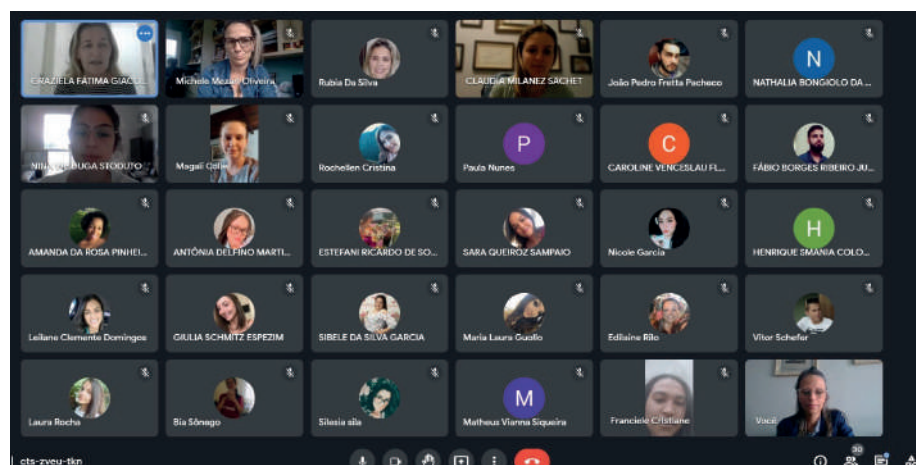 GRAZIELA FATIMA GIACO...
Michele Mezari Oliveira
Rubia Da Silva
CLAUDIA MILANEZ SACHET
João Pedro Fretta Pacheco
N
NATHALIA BONGIOLO DA ...
STODUTO
Magali
Rochellen Cristina
P
Paula Nunes
C
CAROLINE VENCESLAU FL...
FÁBIO BORGES RIBEIRO JU...
AMANDA DA ROSA PINHEI...
ANTÔNIA DELFINO MARTI...
ESTEFANI RICARDO DE SO...
SARA QUEIROZ SAMPAIO
Nicole Garcia
H
HENRIQUE SMANIA COLO...
Leilane Clemente Domingos
GIULIA SCHMITZ ESPEZIM
SIBELE DA SILVA GARCIA
Maria Laura Guollo
Edilaine Rilo
Vitor Schefer
Laura Rocha
Bia Sônego
Silesia sila
M
Matheus Vianna Siqueira
Franciele Cristiane
Você
cts-zveu-tkn
30